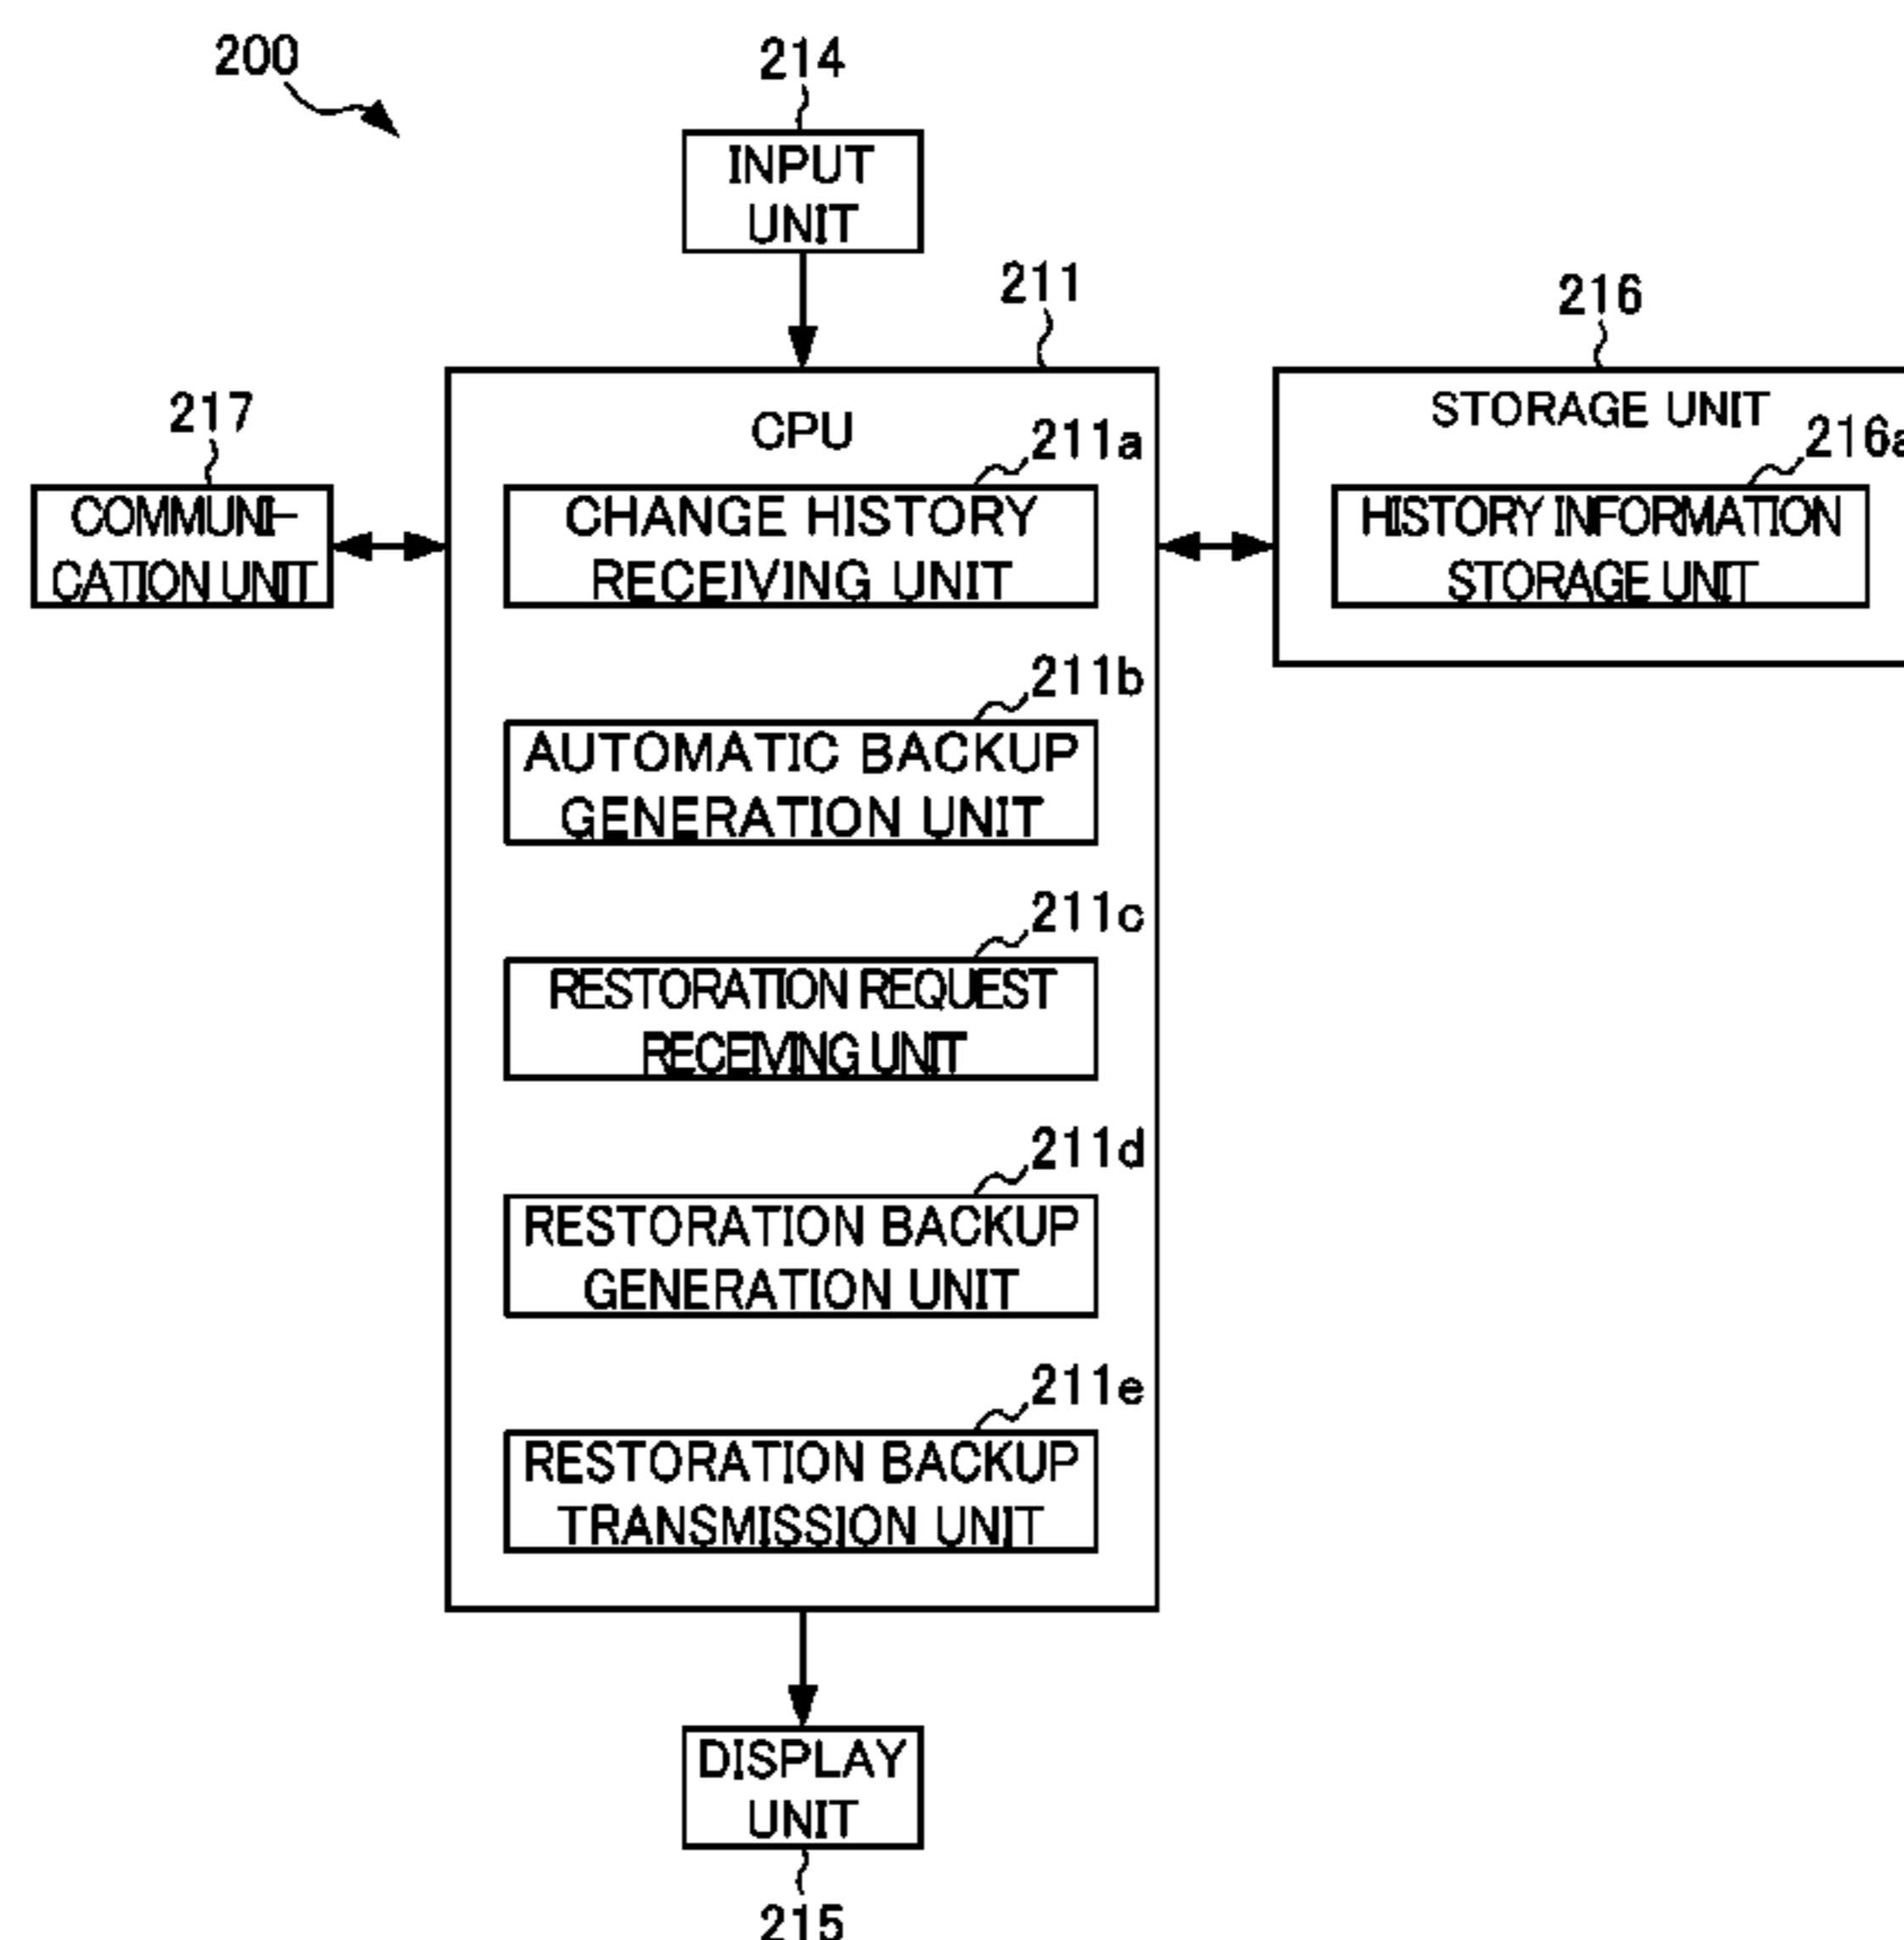 200
214
INPUT
UNIT
211
216
217
CPU
STORAGE UNIT
211a
216a
COMMUNI-
CATION UNIT
CHANGE HISTORY
RECEIVING UNIT
HISTORY INFORMATION
STORAGE UNIT
211b
AUTOMATIC BACKUP
GENERATION UNIT
211c
RESTORATION REQUEST
RECEIVING UNIT
211d
RESTORATION BACKUP
GENERATION UNIT
211e
RESTORATION BACKUP
TRANSMISSION UNIT
DISPLAY
UNIT
215